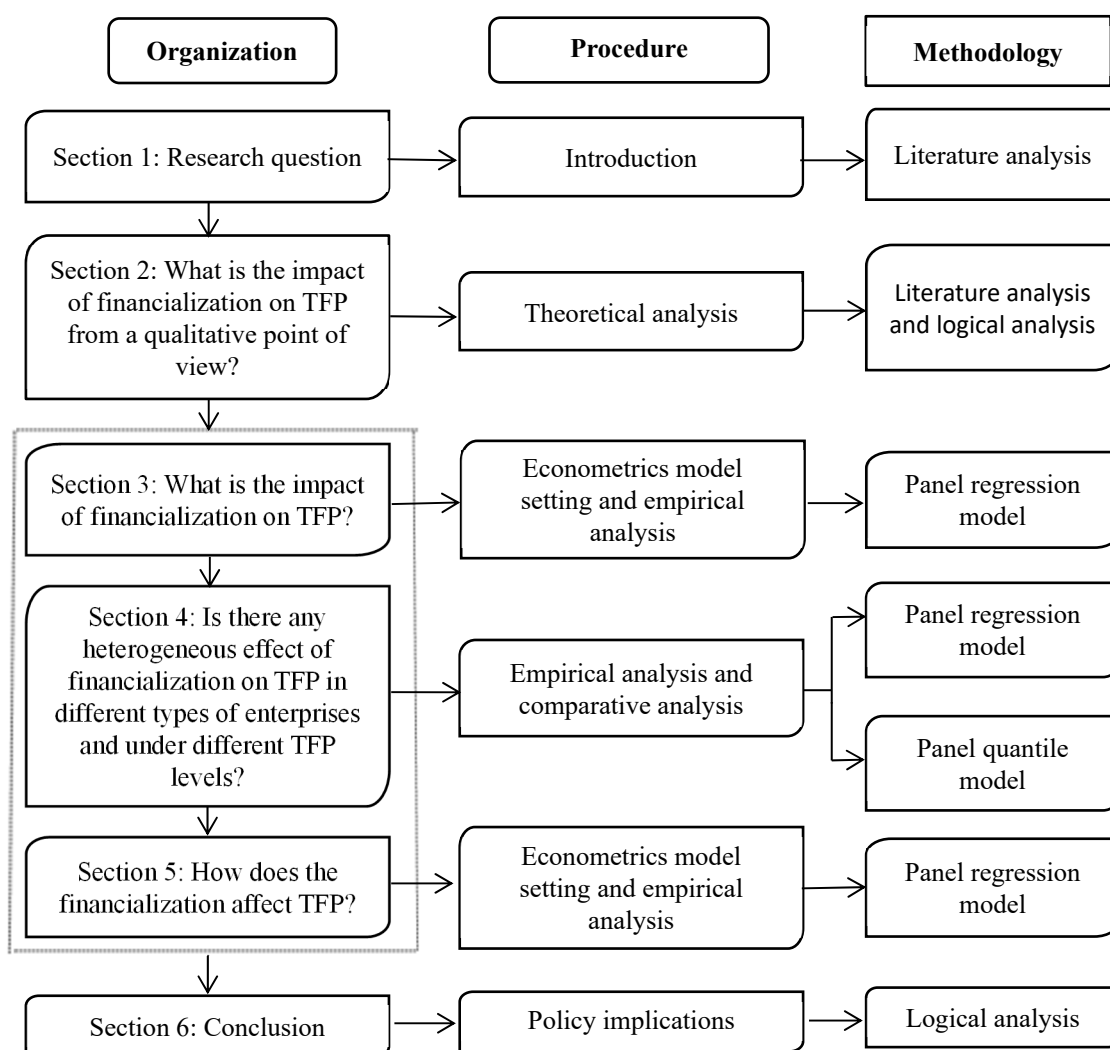 Organization
Procedure
Methodology
Section 1: Research question
Introduction
Literature analysis
Section 2: What is the impact
of financialization on TFP
from a qualitative point of
view?
Theoretical analysis
Literature analysis
and logical analysis
Section 3: What is the impact
of financialization on TFP?
Econometrics model
setting and empirical
analysis
Panel regression
model
Section 4: Is there any
heterogeneous effect of
financialization on TFP in
different types of enterprises
and under different TFP
levels?
Empirical analysis and
comparative analysis
Panel regression
model
Panel quantile
model
Section 5: How does the
financialization affect TFP?
Econometrics model
setting and empirical
analysis
Panel regression
model
Section 6: Conclusion
Policy implications
Logical analysis